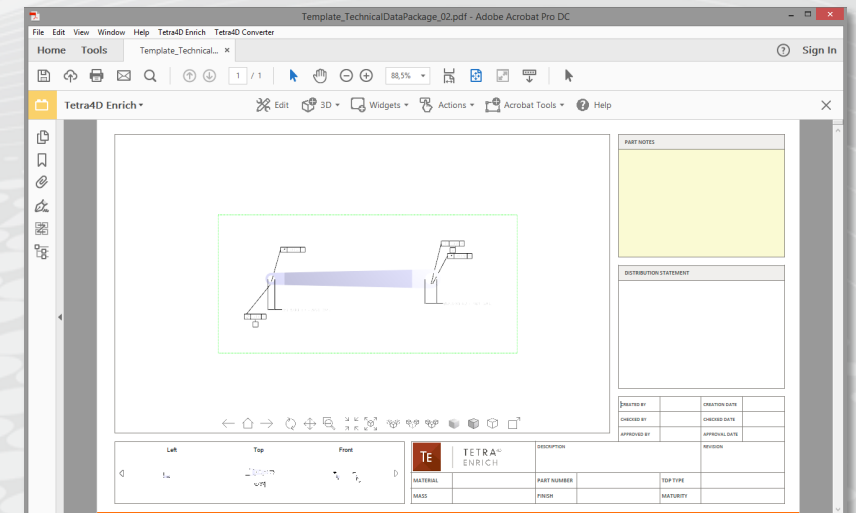 Template_TechnicalDataPackage_02.pdf - Adobe Acrobat Pro DC
File Edit View Window Help Tetra4D Enrich Tetra4D Converter
Home Tools Template_Technical... × Sign In
1 / 1 88,5%
Tetra4D Enrich Edit 3D Widgets Actions Acrobat Tools Help
PART NOTES
DISTRIBUTION STATEMENT
CREATED BY CREATION DATE
CHECKED BY CHECKED DATE
APPROVED BY APPROVAL DATE
Left Top Front
TE TETRA4D ENRICH
DESCRIPTION REVISION
MATERIAL PART NUMBER TDP TYPE
MASS FINISH MATURITY